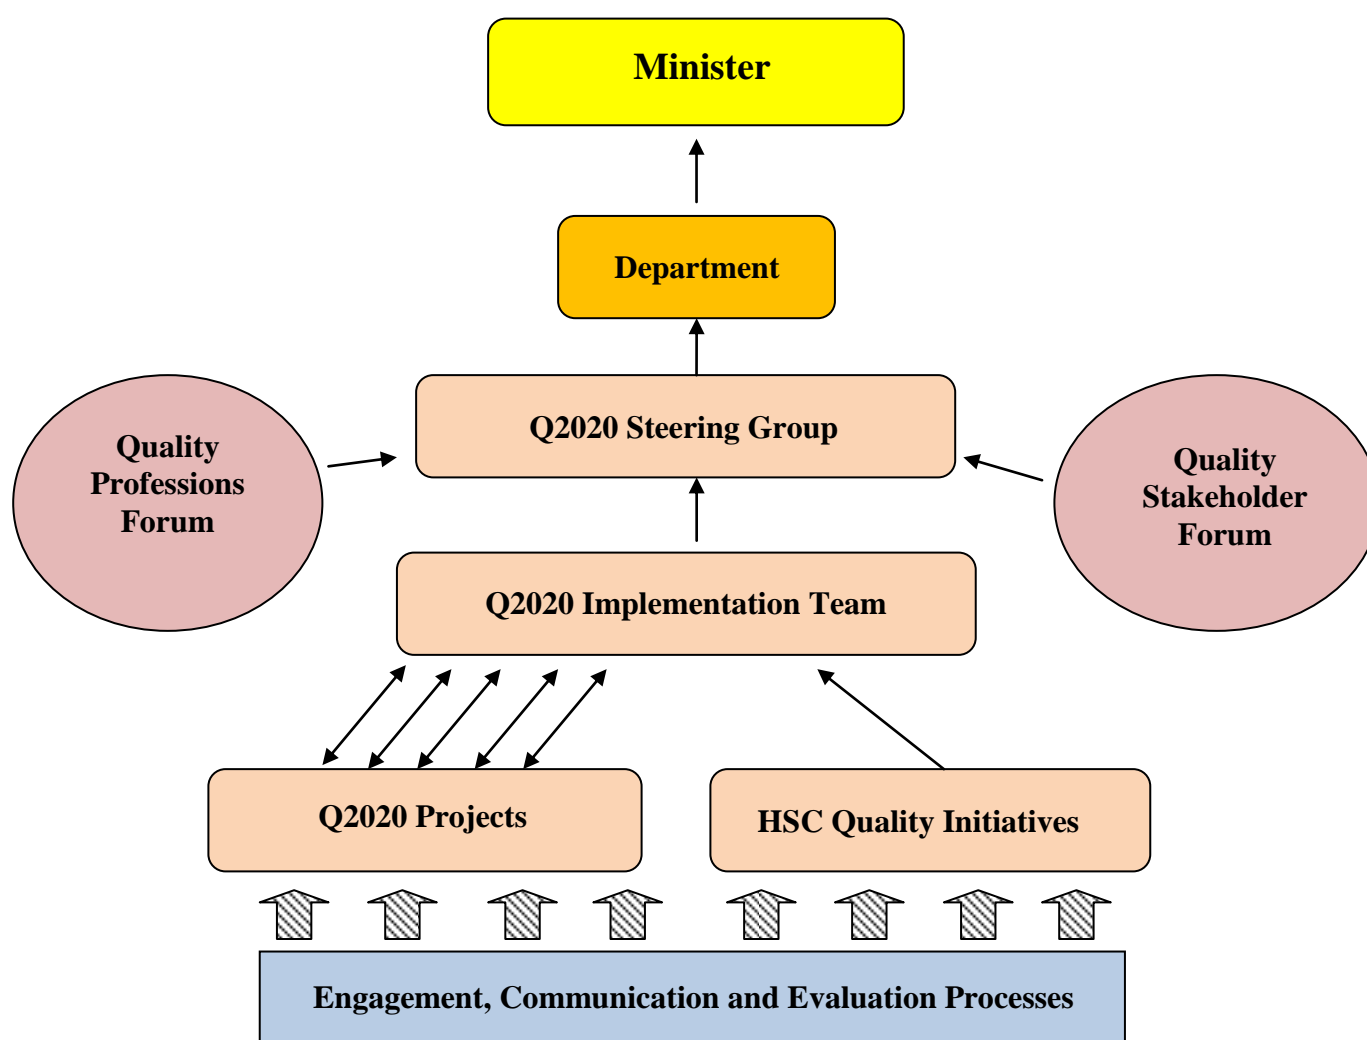 Minister
Department
Q2020 Steering Group
Quality
Professions
Forum
Quality
Stakeholder
Forum
Q2020 Implementation Team
Q2020 Projects
HSC Quality Initiatives
Engagement, Communication and Evaluation Processes